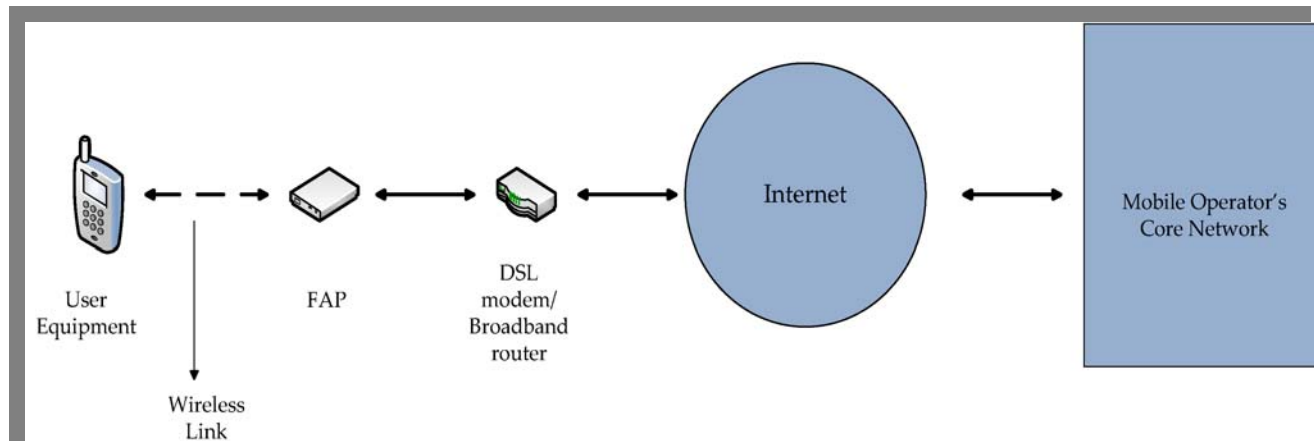 User
Equipment
Wireless
Link
FAP
DSL
modem/
Broadband
router
Internet
Mobile Operator's
Core Network